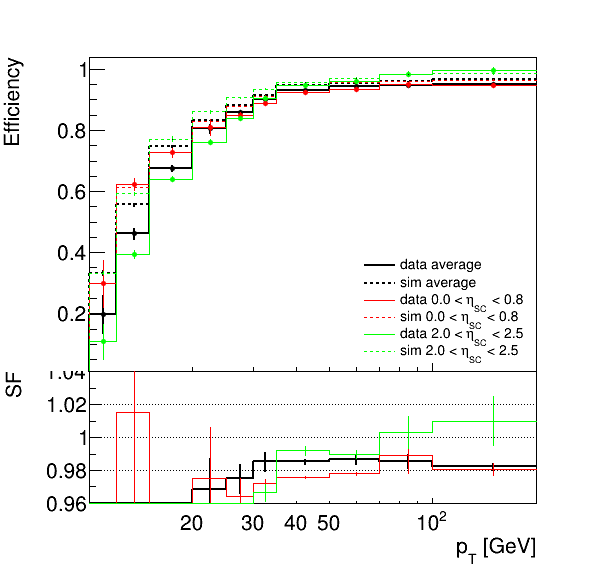 Efficiency
1
0.8
0.6
0.4
0.2
data average
sim average
data 0.0 < η_SC < 0.8
sim 0.0 < η_SC < 0.8
data 2.0 < η_SC < 2.5
sim 2.0 < η_SC < 2.5
SF
1.04
1.02
1
0.98
0.96
20 30 40 50 10²
p_T [GeV]